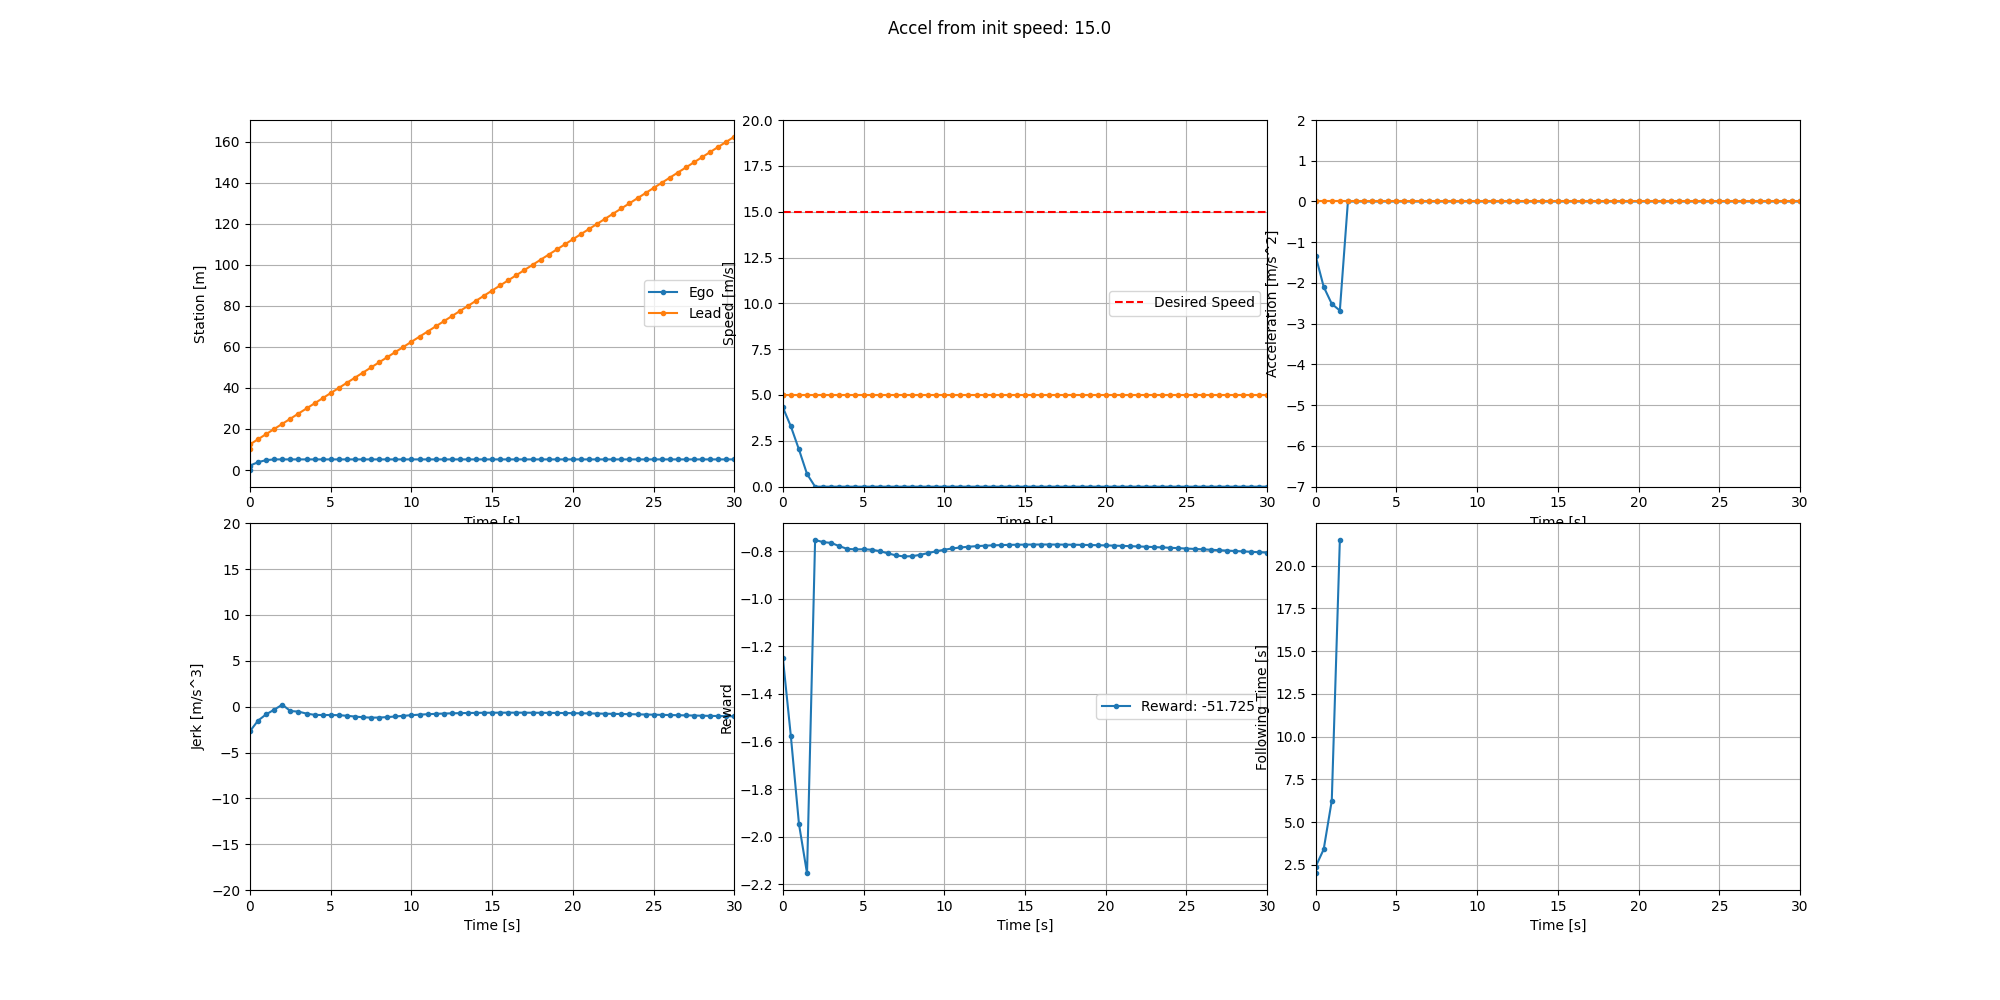 Accel from init speed: 15.0
Station [m]
160
140
120
100
80
60
40
20
0
0 5 10 15 20 25 30
Time [s]
Ego
Lead
Speed [m/s]
20.0
17.5
15.0
12.5
10.0
7.5
5.0
2.5
0.0
0 5 10 15 20 25 30
Time [s]
Desired Speed
Acceleration [m/s^2]
2
1
0
−1
−2
−3
−4
−5
−6
−7
0 5 10 15 20 25 30
Time [s]
Jerk [m/s^3]
20
15
10
5
0
−5
−10
−15
−20
0 5 10 15 20 25 30
Time [s]
Reward
−0.8
−1.0
−1.2
−1.4
−1.6
−1.8
−2.0
−2.2
0 5 10 15 20 25 30
Time [s]
Reward: -51.725
Following Time [s]
20.0
17.5
15.0
12.5
10.0
7.5
5.0
2.5
0 5 10 15 20 25 30
Time [s]